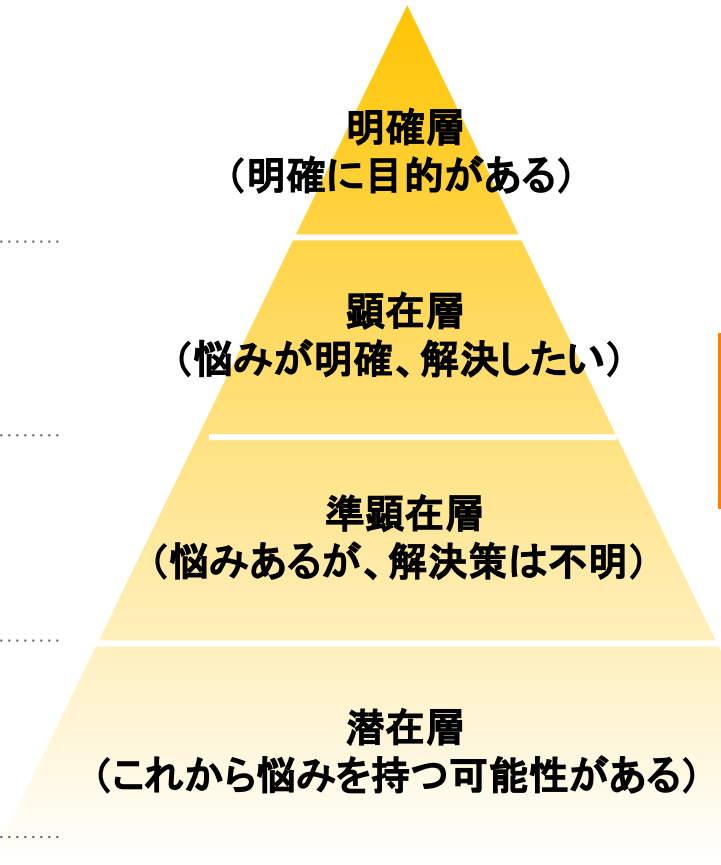 明確層
（明確に目的がある）
顕在層
（悩みが明確、解決したい）
準顕在層
（悩みあるが、解決策は不明）
潜在層
（これから悩みを持つ可能性がある）